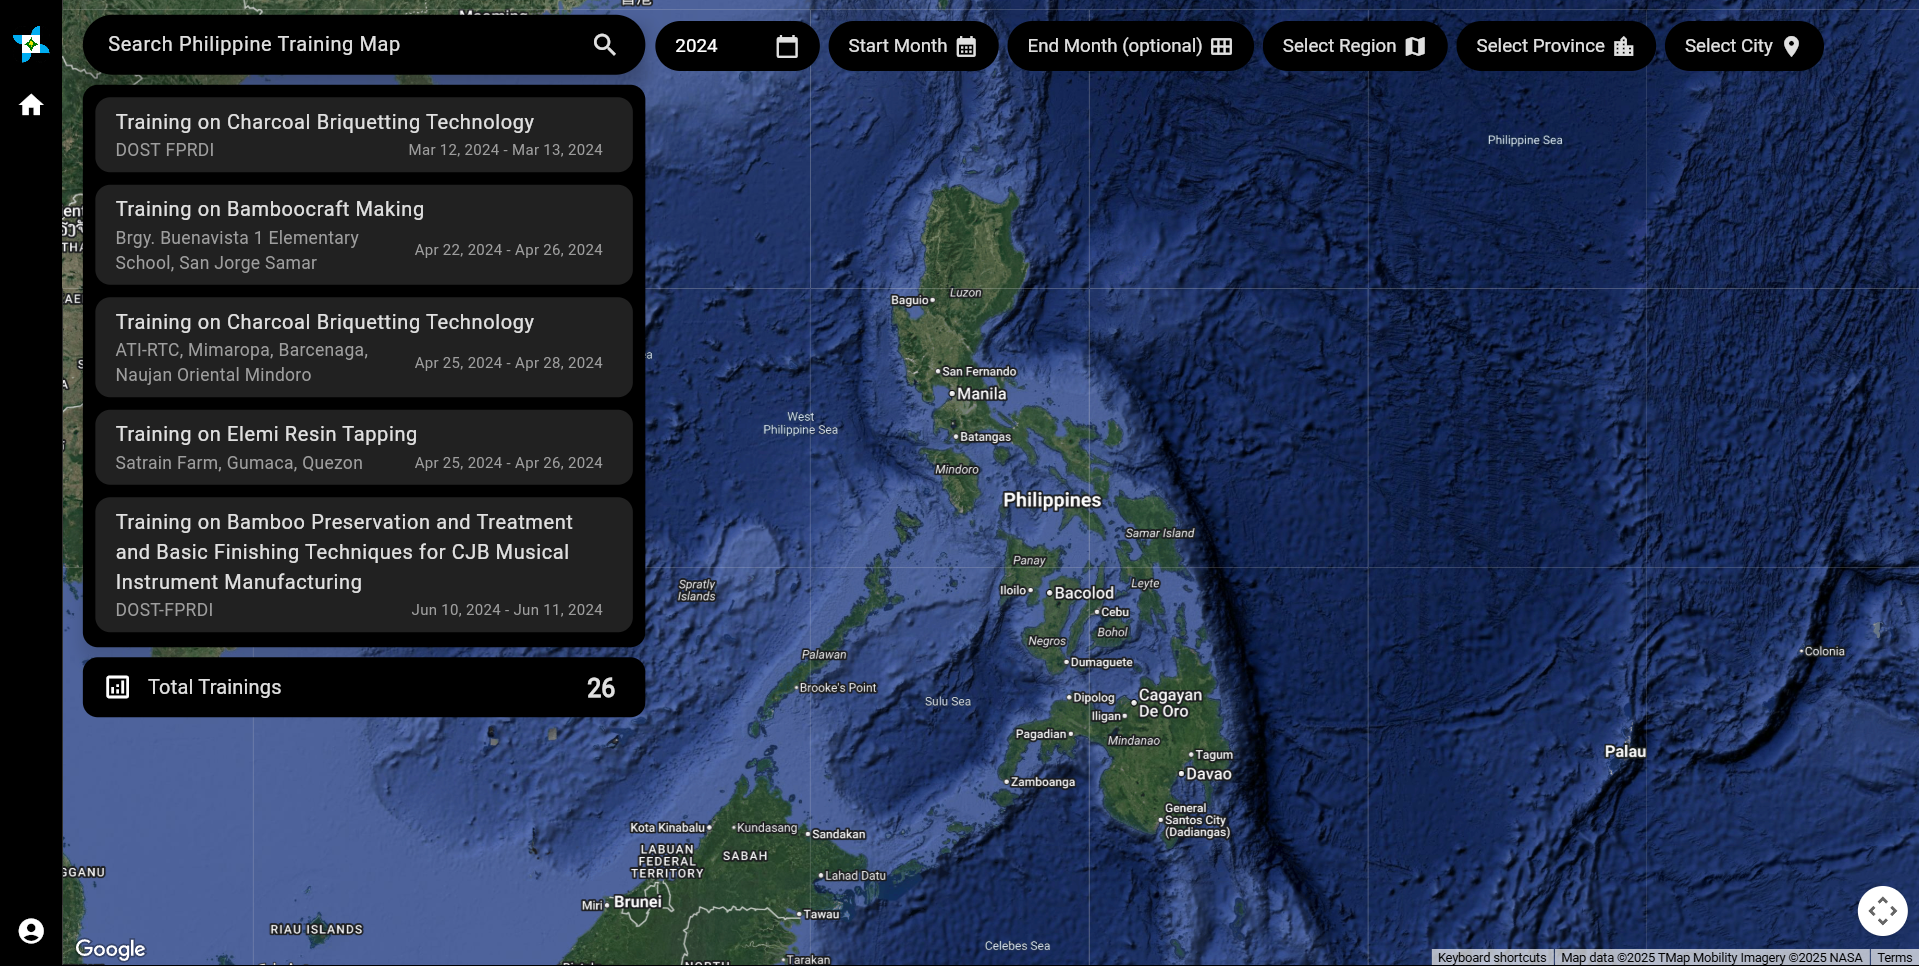 Search Philippine Training Map
2024
Start Month
End Month (optional)
Select Region
Select Province
Select City
Training on Charcoal Briquetting Technology
DOST FPRDI
Mar 12, 2024 - Mar 13, 2024
Training on Bamboocraft Making
Brgy. Buenavista 1 Elementary
School, San Jorge Samar
Apr 22, 2024 - Apr 26, 2024
Training on Charcoal Briquetting Technology
ATI-RTC, Mimaropa, Barcenaga,
Naujan Oriental Mindoro
Apr 25, 2024 - Apr 28, 2024
Training on Elemi Resin Tapping
Satrain Farm, Gumaca, Quezon
Apr 25, 2024 - Apr 26, 2024
Training on Bamboo Preservation and Treatment
and Basic Finishing Techniques for CJB Musical
Instrument Manufacturing
DOST-FPRDI
Jun 10, 2024 - Jun 11, 2024
Total Trainings
26
Philippine Sea
Luzon
Baguio
San Fernando
Manila
West
Philippine Sea
Batangas
Mindoro
Philippines
Samar Island
Panay
Spratly
Islands
Iloilo
Bacolod
Leyte
Cebu
Bohol
Negros
Palawan
Dumaguete
Colonia
Brooke's Point
Sulu Sea
Dipolog
Cagayan
De Oro
Iligan
Pagadian
Mindanao
Tagum
Palau
Davao
Zamboanga
General
Santos City
(Dadiangas)
Kota Kinabalu
Kundasang
Sandakan
LABUAN
FEDERAL
TERRITORY
SABAH
GGANU
Lahad Datu
Miri
Brunei
Tawau
RIAU ISLANDS
Celebes Sea
Tarakan
NORTH
Google
Keyboard shortcuts
Map data ©2025 TMap Mobility Imagery ©2025 NASA
Terms